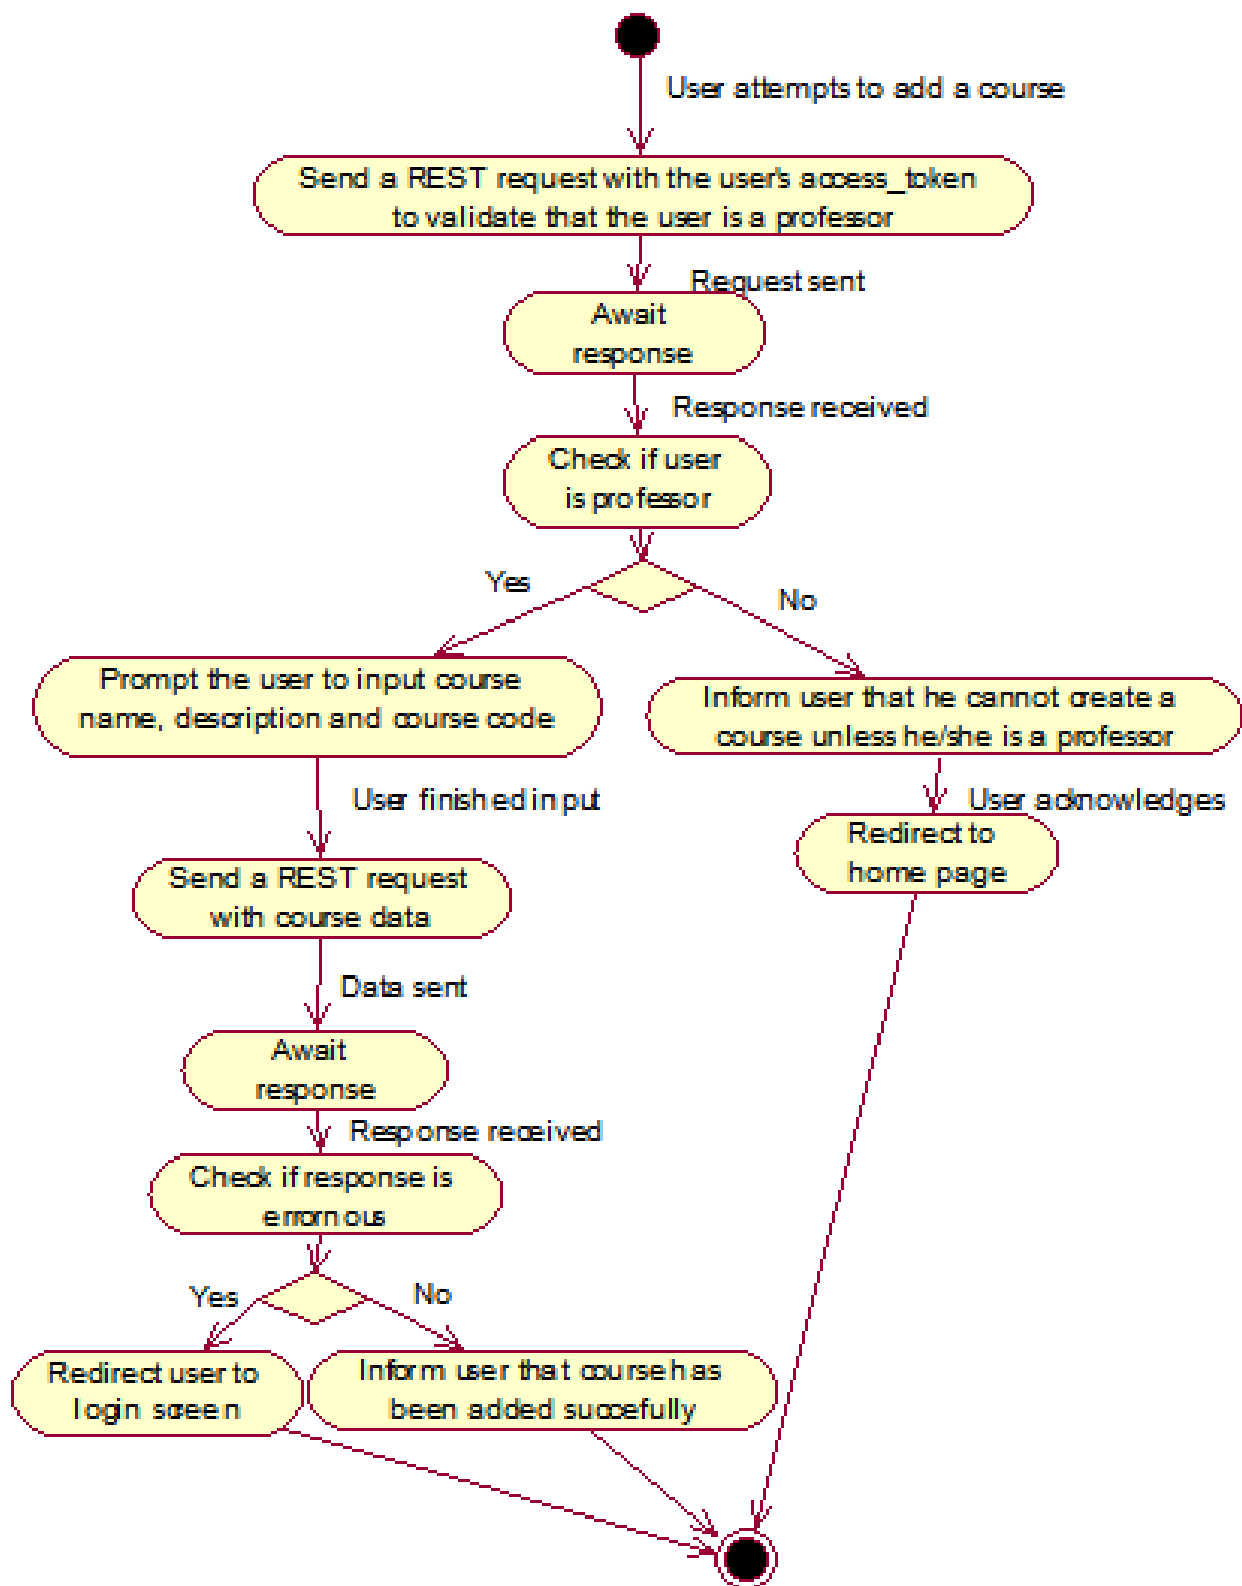 User attempts to add a course
Send a REST request with the user's access_token
to validate that the user is a professor
Request sent
Await
response
Response received
Check if user
is professor
Yes
No
Prompt the user to input course
name, description and course code
Inform user that he cannot create a
course unless he/she is a professor
User finished input
User acknowledges
Redirect to
home page
Send a REST request
with course data
Data sent
Await
response
Response received
Check if response is
errornous
Yes
No
Redirect user to
login screen
Inform user that course has
been added succefully